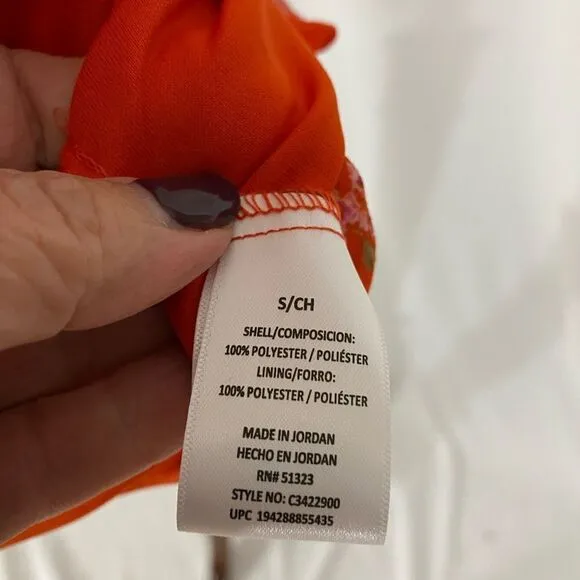 S/CH
SHELL/COMPOSICION:
100% POLYESTER / POLIÉSTER
LINING/FORRO:
100% POLYESTER / POLIÉSTER
MADE IN JORDAN
HECHO EN JORDAN
RN# 51323
STYLE NO: C3422900
UPC 194288855435